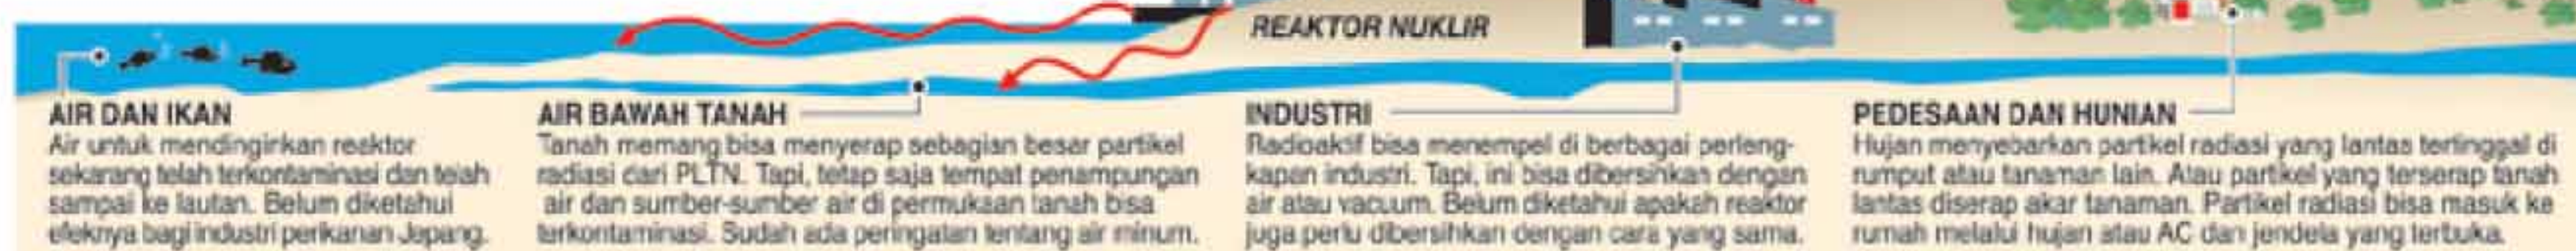 REAKTOR NUKLIR
AIR DAN IKAN
Air untuk mendinginkan reaktor
sekarang telah terkontaminasi dan telah
sampai ke lautan. Belum diketahui
efeknya bagi industri perikanan Jepang.
AIR BAWAH TANAH
Tanah memang bisa menyerap sebagian besar partikel
radiasi dari PLTN. Tapi, tetap saja tempat penampungan
air dan sumber-sumber air di permukaan tanah bisa
terkontaminasi. Sudah ada peringatan tentang air minum.
INDUSTRI
Radioaktif bisa menempel di berbagai perleng-
kapan industri. Tapi, ini bisa dibersihkan dengan
air atau vacuum. Belum diketahui apakah reaktor
juga perlu dibersihkan dengan cara yang sama.
PEDESAAN DAN HUNIAN
Hujan menyebarkan partikel radiasi yang lantas tertinggal di
rumput atau tanaman lain. Atau partikel yang terserap tanah
lantas diserap akar tanaman. Partikel radiasi bisa masuk ke
rumah melalui hujan atau AC dan jendela yang terbuka.